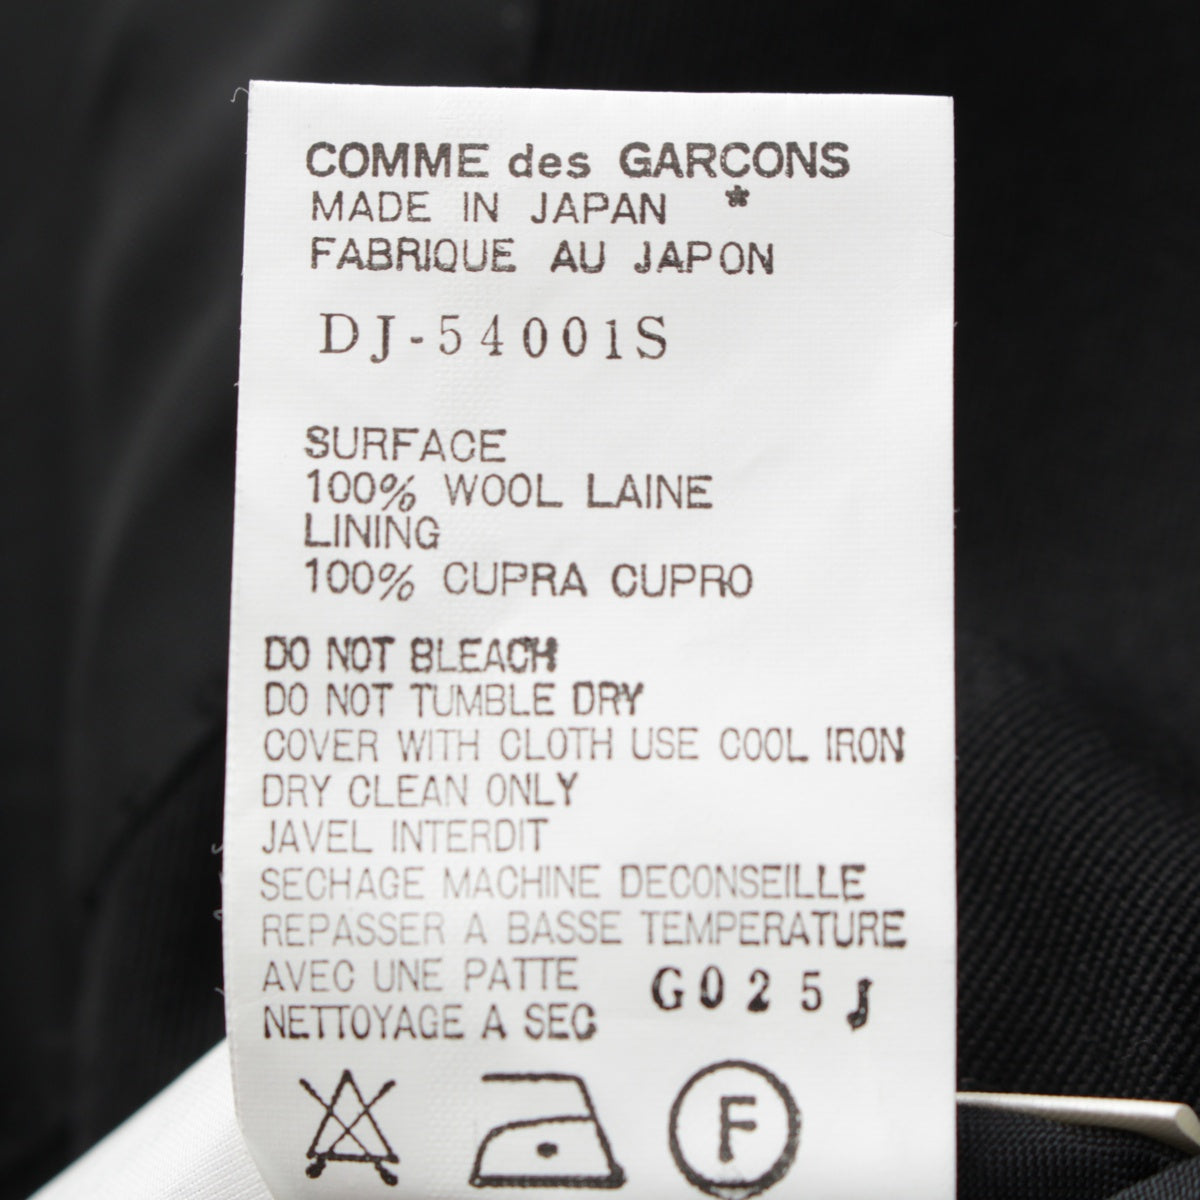 COMME des GARCONS
MADE IN JAPAN *
FABRIQUE AU JAPON
DJ-54001S
SURFACE
100% WOOL LAINE
LINING
100% CUPRA CUPRO
DO NOT BLEACH
DO NOT TUMBLE DRY
COVER WITH CLOTH USE COOL IRON
DRY CLEAN ONLY
JAVEL INTERDIT
SECHAGE MACHINE DECONSEILLE
REPASSER A BASSE TEMPERATURE
AVEC UNE PATTE
G025J
NETTOYAGE A SEC
F